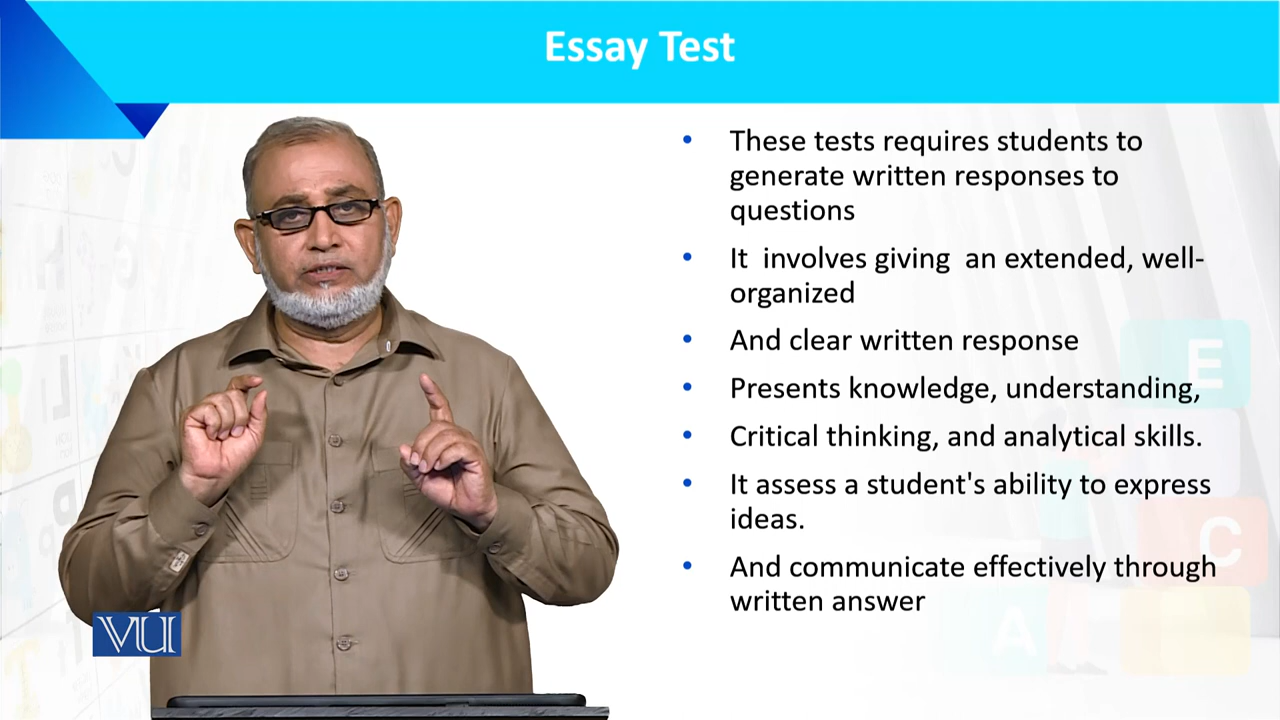 Essay Test
• These tests requires students to
generate written responses to
questions
• It  involves giving  an extended, well-
organized
• And clear written response
• Presents knowledge, understanding,
• Critical thinking, and analytical skills.
• It assess a student's ability to express
ideas.
• And communicate effectively through
written answer
VU
E
C
A